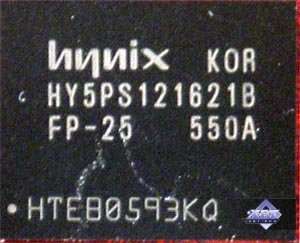 hynix KOR
HY5PS121621B
FP-25 550A
HTEB0593KQ